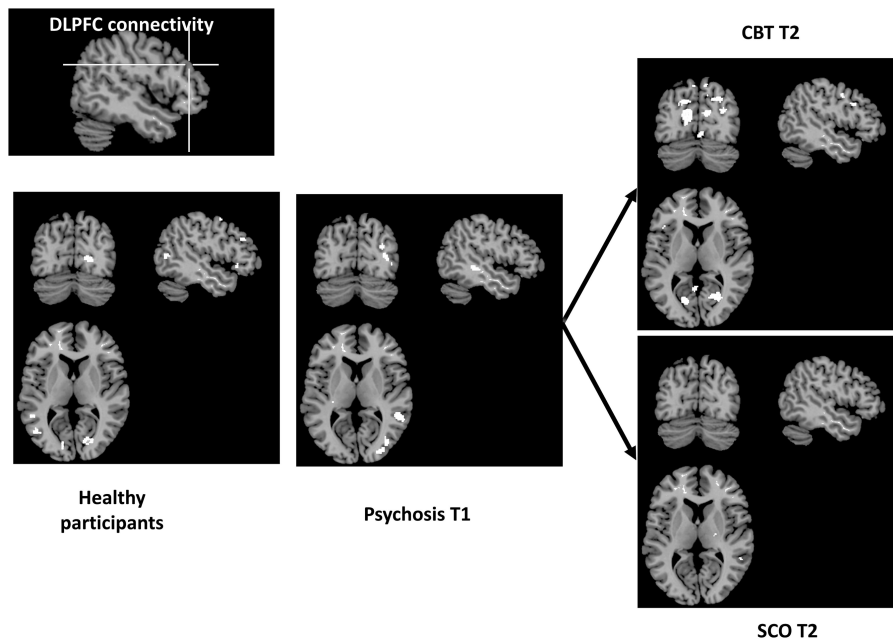 DLPFC connectivity
CBT T2
Healthy
participants
Psychosis T1
SCO T2